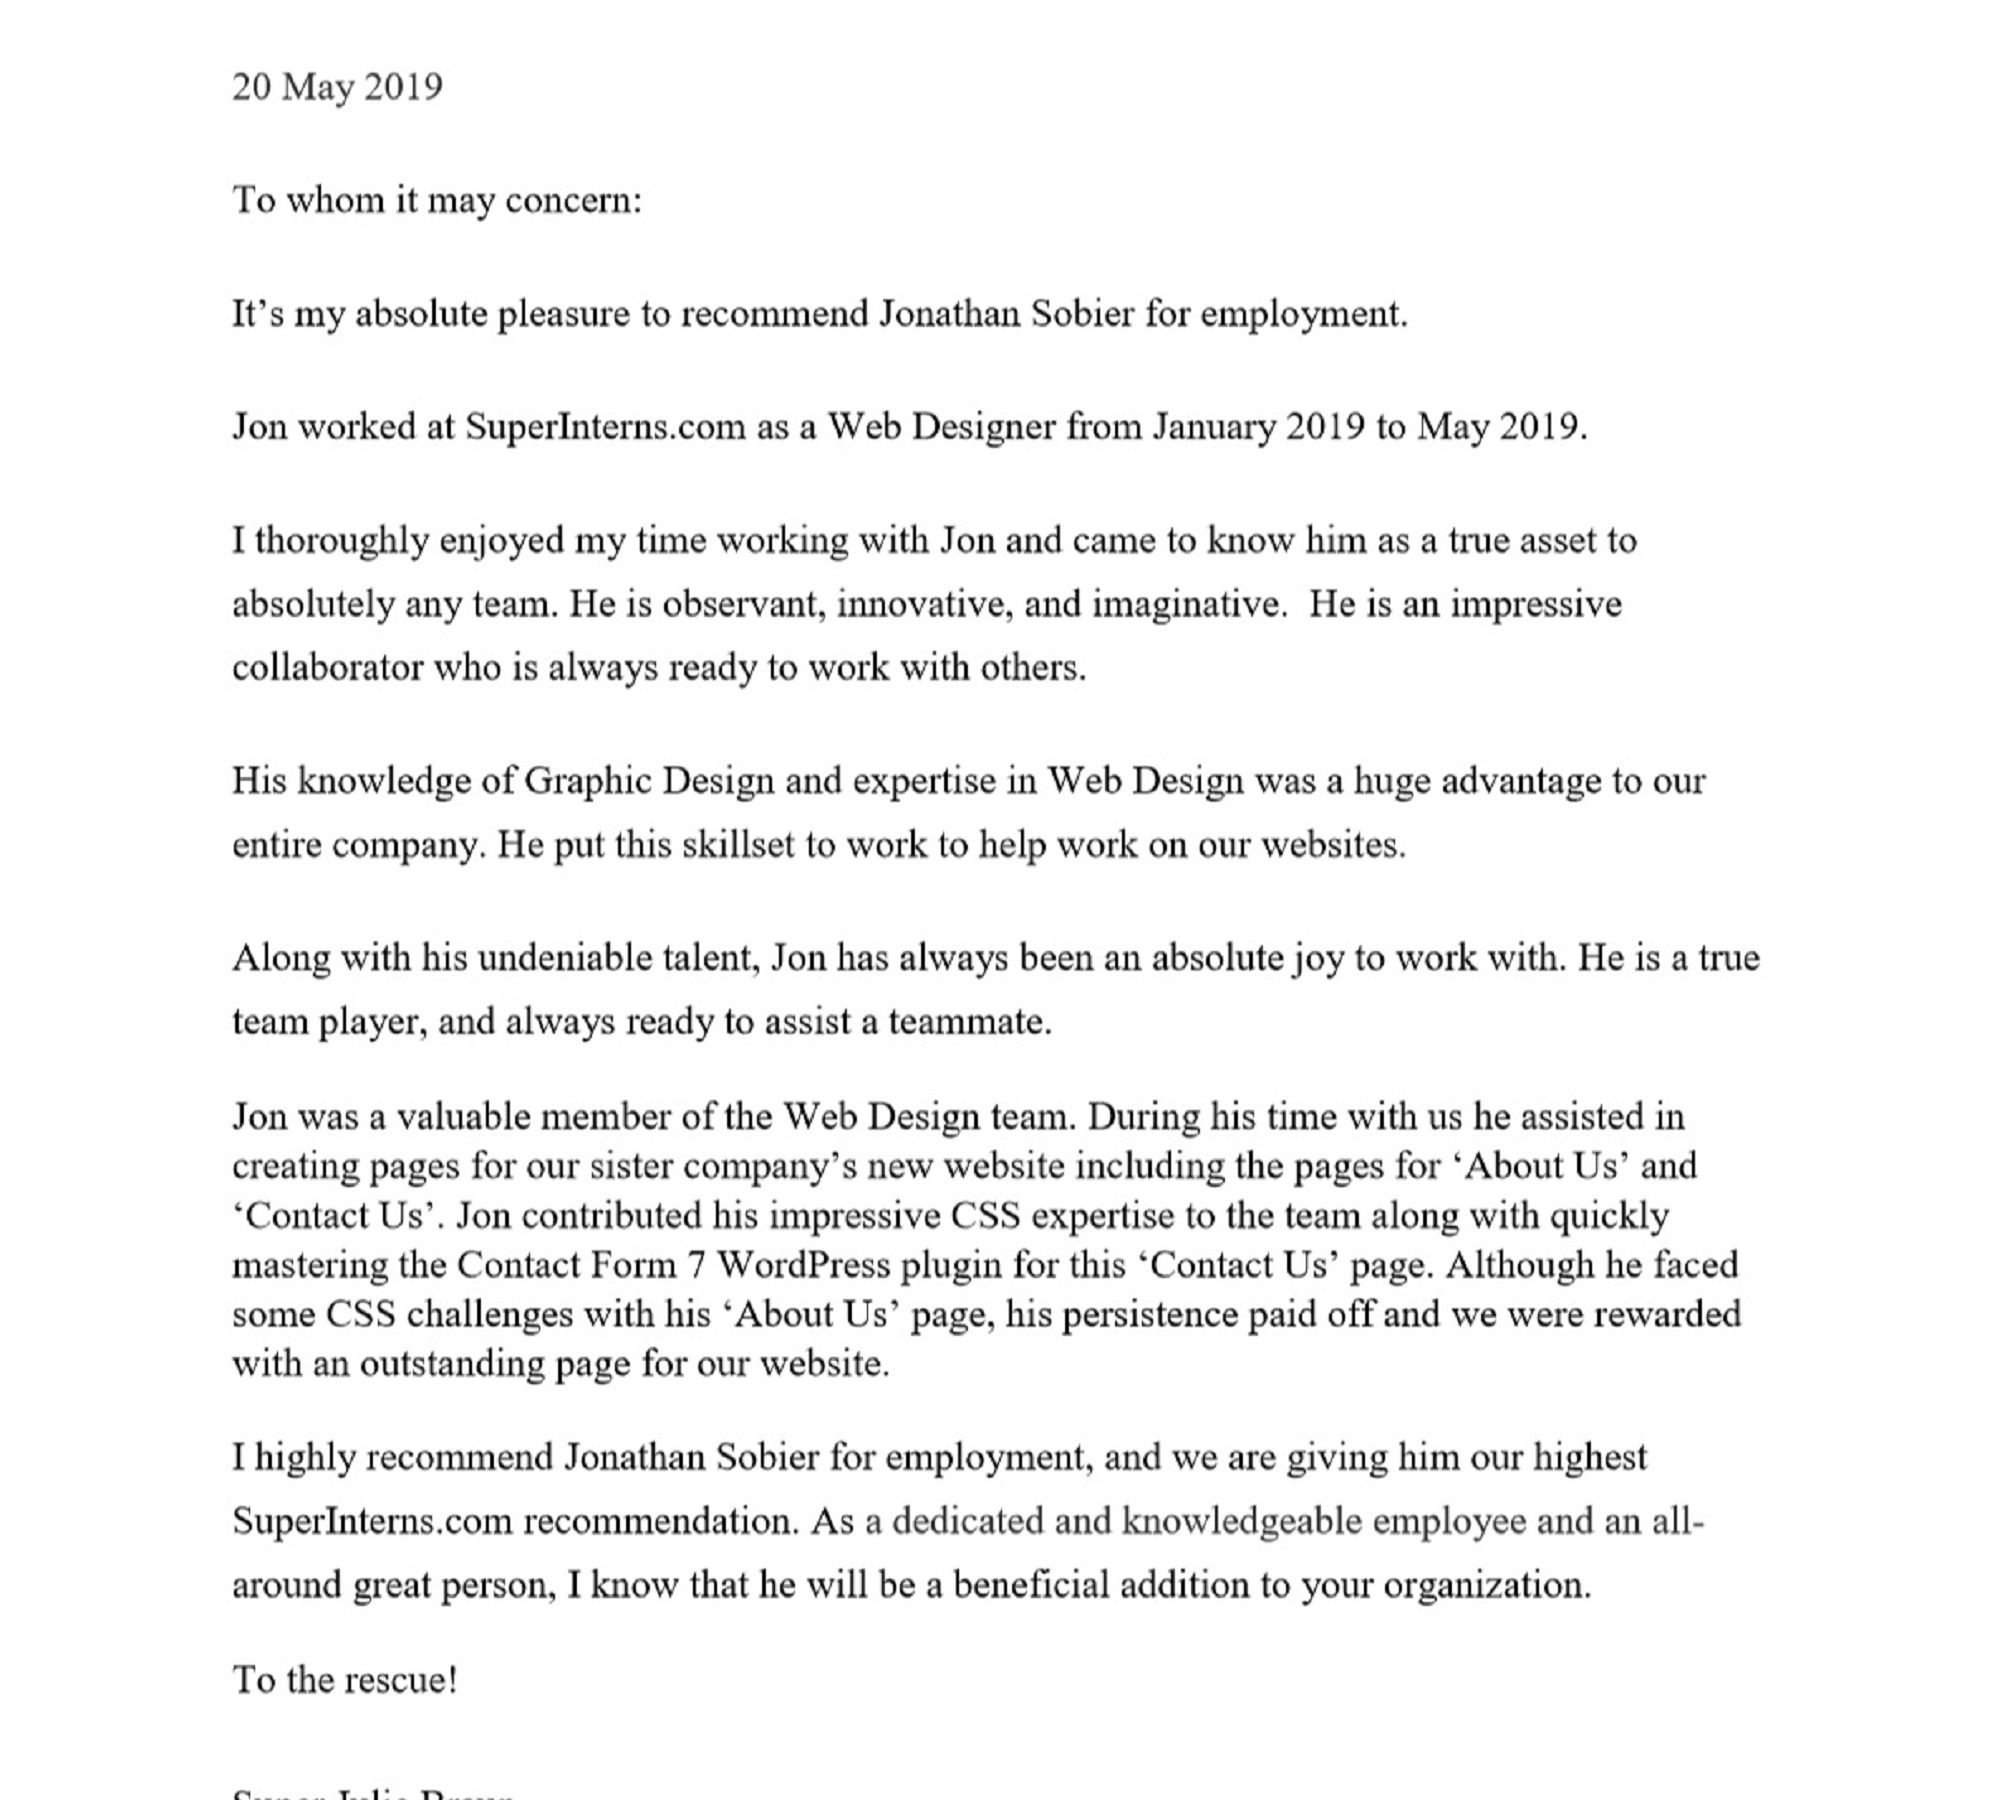 20 May 2019
To whom it may concern:
It’s my absolute pleasure to recommend Jonathan Sobier for employment.
Jon worked at SuperInterns.com as a Web Designer from January 2019 to May 2019.
I thoroughly enjoyed my time working with Jon and came to know him as a true asset to
absolutely any team. He is observant, innovative, and imaginative.  He is an impressive
collaborator who is always ready to work with others.
His knowledge of Graphic Design and expertise in Web Design was a huge advantage to our
entire company. He put this skillset to work to help work on our websites.
Along with his undeniable talent, Jon has always been an absolute joy to work with. He is a true
team player, and always ready to assist a teammate.
Jon was a valuable member of the Web Design team. During his time with us he assisted in
creating pages for our sister company’s new website including the pages for ‘About Us’ and
‘Contact Us’. Jon contributed his impressive CSS expertise to the team along with quickly
mastering the Contact Form 7 WordPress plugin for this ‘Contact Us’ page. Although he faced
some CSS challenges with his ‘About Us’ page, his persistence paid off and we were rewarded
with an outstanding page for our website.
I highly recommend Jonathan Sobier for employment, and we are giving him our highest
SuperInterns.com recommendation. As a dedicated and knowledgeable employee and an all-
around great person, I know that he will be a beneficial addition to your organization.
To the rescue!
Super Julie